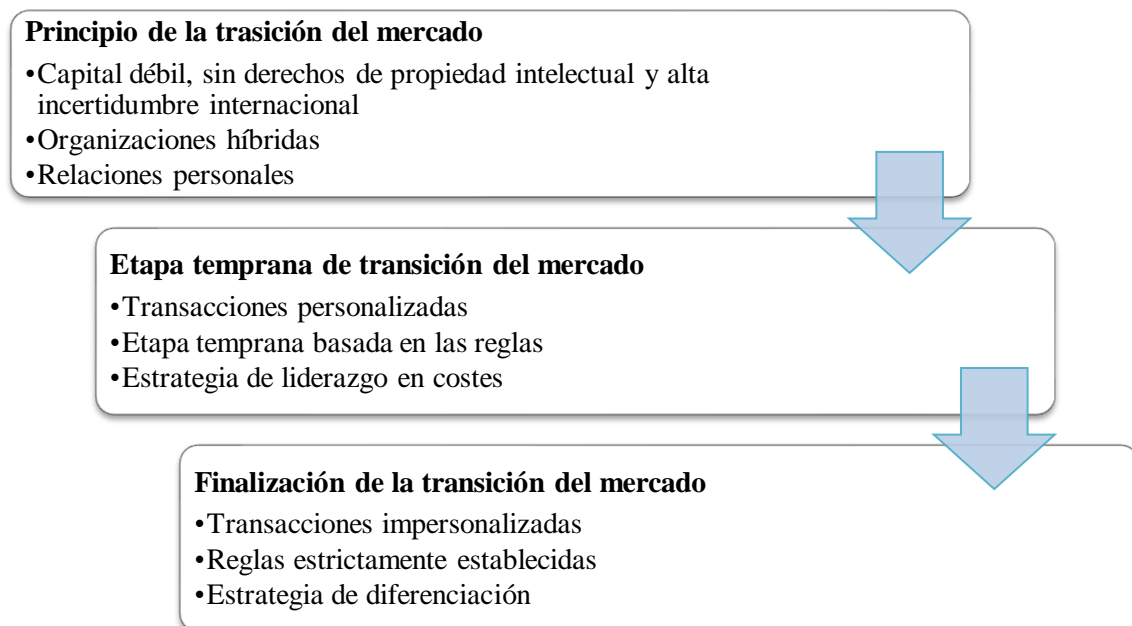 Principio de la trasición del mercado
•Capital débil, sin derechos de propiedad intelectual y alta
incertidumbre internacional
•Organizaciones híbridas
•Relaciones personales
Etapa temprana de transición del mercado
•Transacciones personalizadas
•Etapa temprana basada en las reglas
•Estrategia de liderazgo en costes
Finalización de la transición del mercado
•Transacciones impersonalizadas
•Reglas estrictamente establecidas
•Estrategia de diferenciación